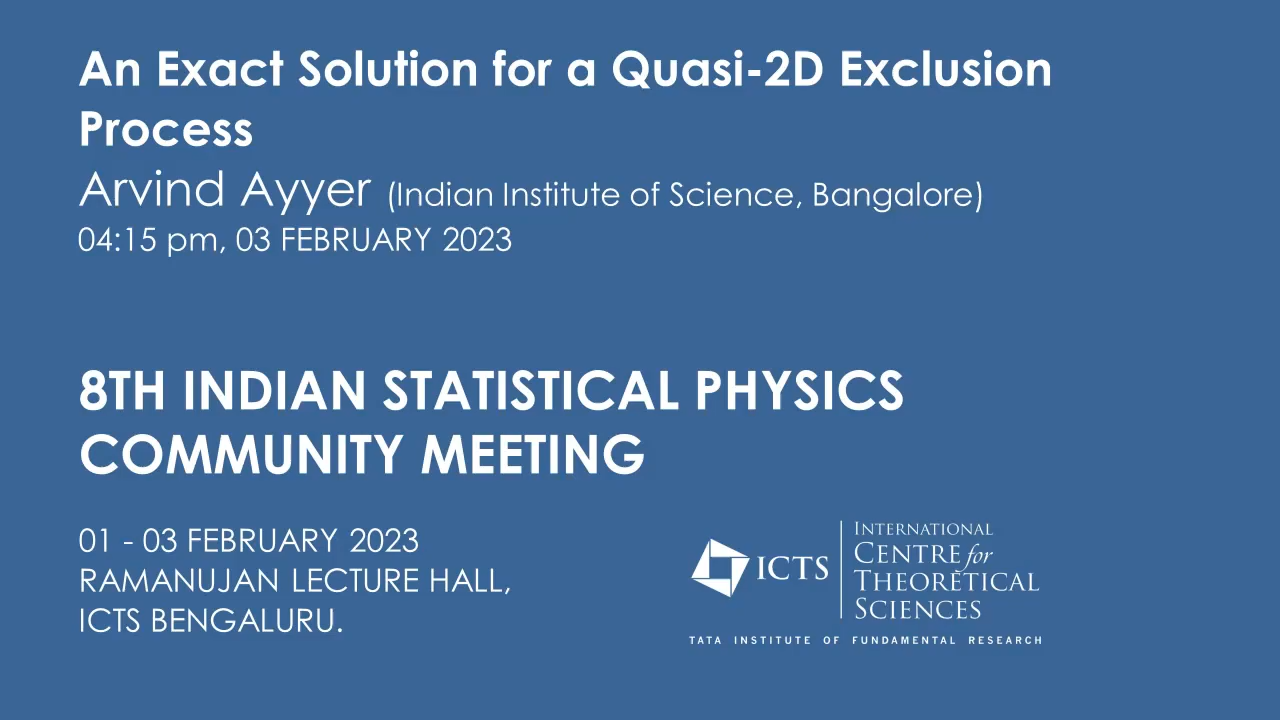 An Exact Solution for a Quasi-2D Exclusion
Process
Arvind Ayyer (Indian Institute of Science, Bangalore)
04:15 pm, 03 FEBRUARY 2023
8TH INDIAN STATISTICAL PHYSICS
COMMUNITY MEETING
01 - 03 FEBRUARY 2023
RAMANUJAN LECTURE HALL,
ICTS BENGALURU.
ICTS
INTERNATIONAL
CENTRE for
THEORETICAL
SCIENCES
TATA INSTITUTE OF FUNDAMENTAL RESEARCH